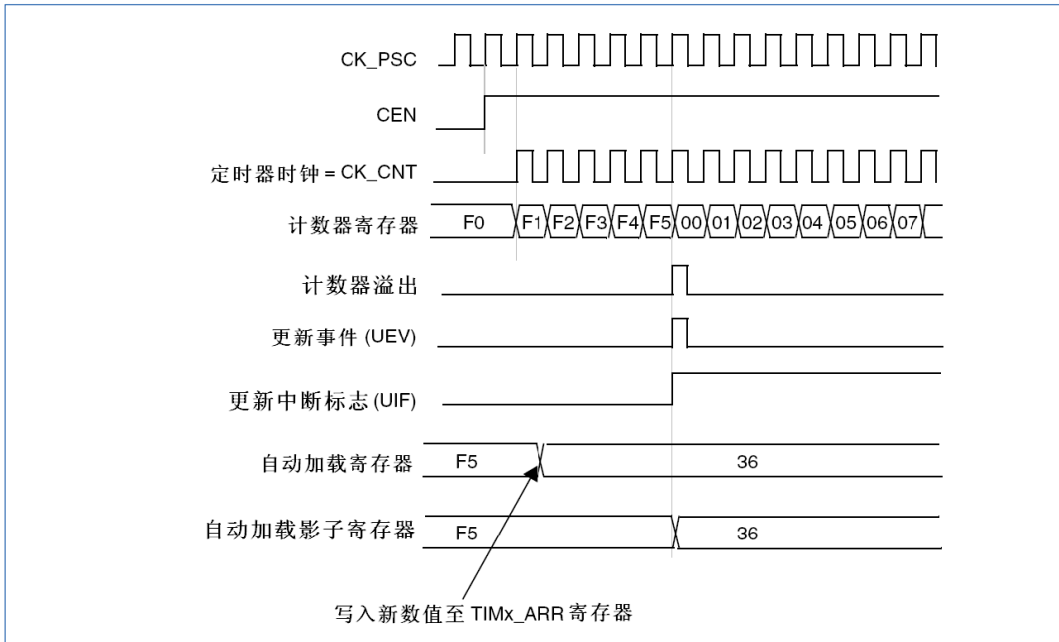 CK_PSC
CEN
定时器时钟 = CK_CNT
计数器寄存器 F0 F1 F2 F3 F4 F5 00 01 02 03 04 05 06 07
计数器溢出
更新事件 (UEV)
更新中断标志 (UIF)
自动加载寄存器 F5 36
自动加载影子寄存器 F5 36
写入新数值至 TIMx_ARR 寄存器